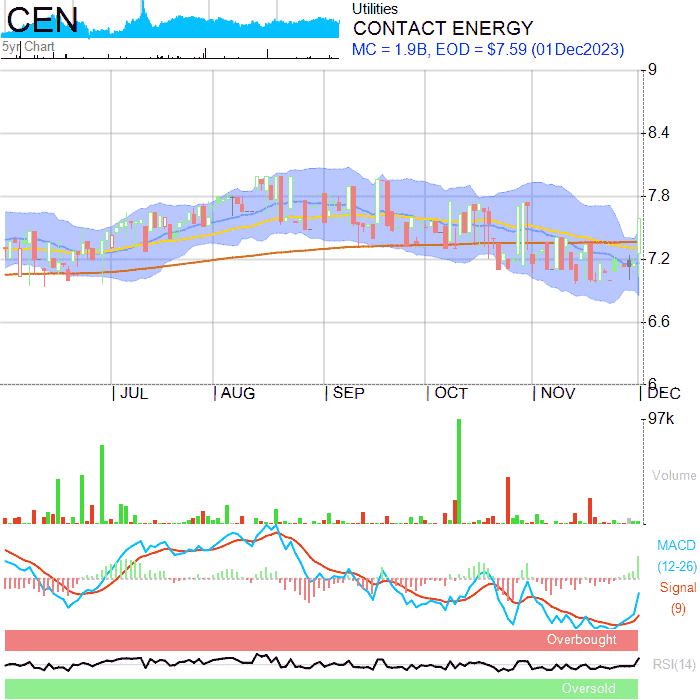 CEN
5yr Chart
Utilities
CONTACT ENERGY
MC = 1.9B, EOD = $7.59 (01Dec2023)
9
8.4
7.8
7.2
6.6
6
JUL AUG SEP OCT NOV DEC
97k
Volume
MACD
(12-26)
Signal
(9)
Overbought
RSI(14)
Oversold